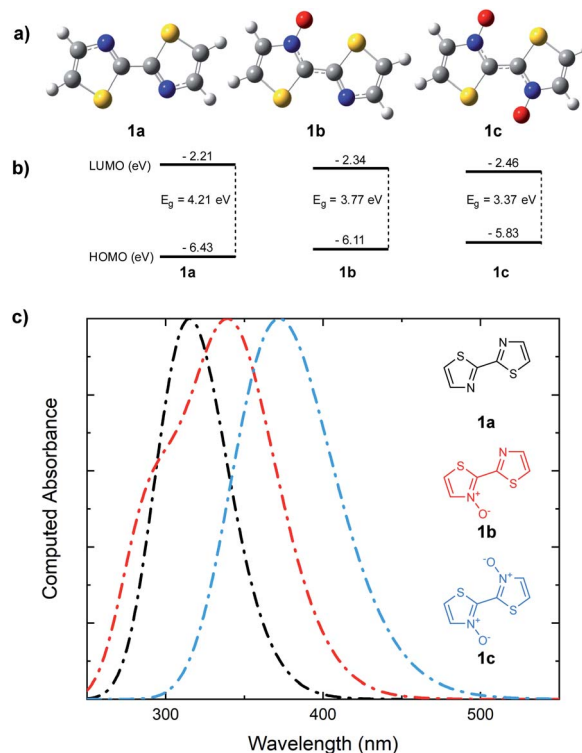 a)
1a 1b 1c
b)
LUMO (eV) - 2.21 - 2.34 - 2.46
E_g = 4.21 eV E_g = 3.77 eV E_g = 3.37 eV
HOMO (eV) - 6.43 - 6.11 - 5.83
1a 1b 1c
c)
Computed Absorbance
S N
N S
1a
S N
N+ S
O-
1b
-O N+
S
N+ S
O-
1c
300 400 500
Wavelength (nm)